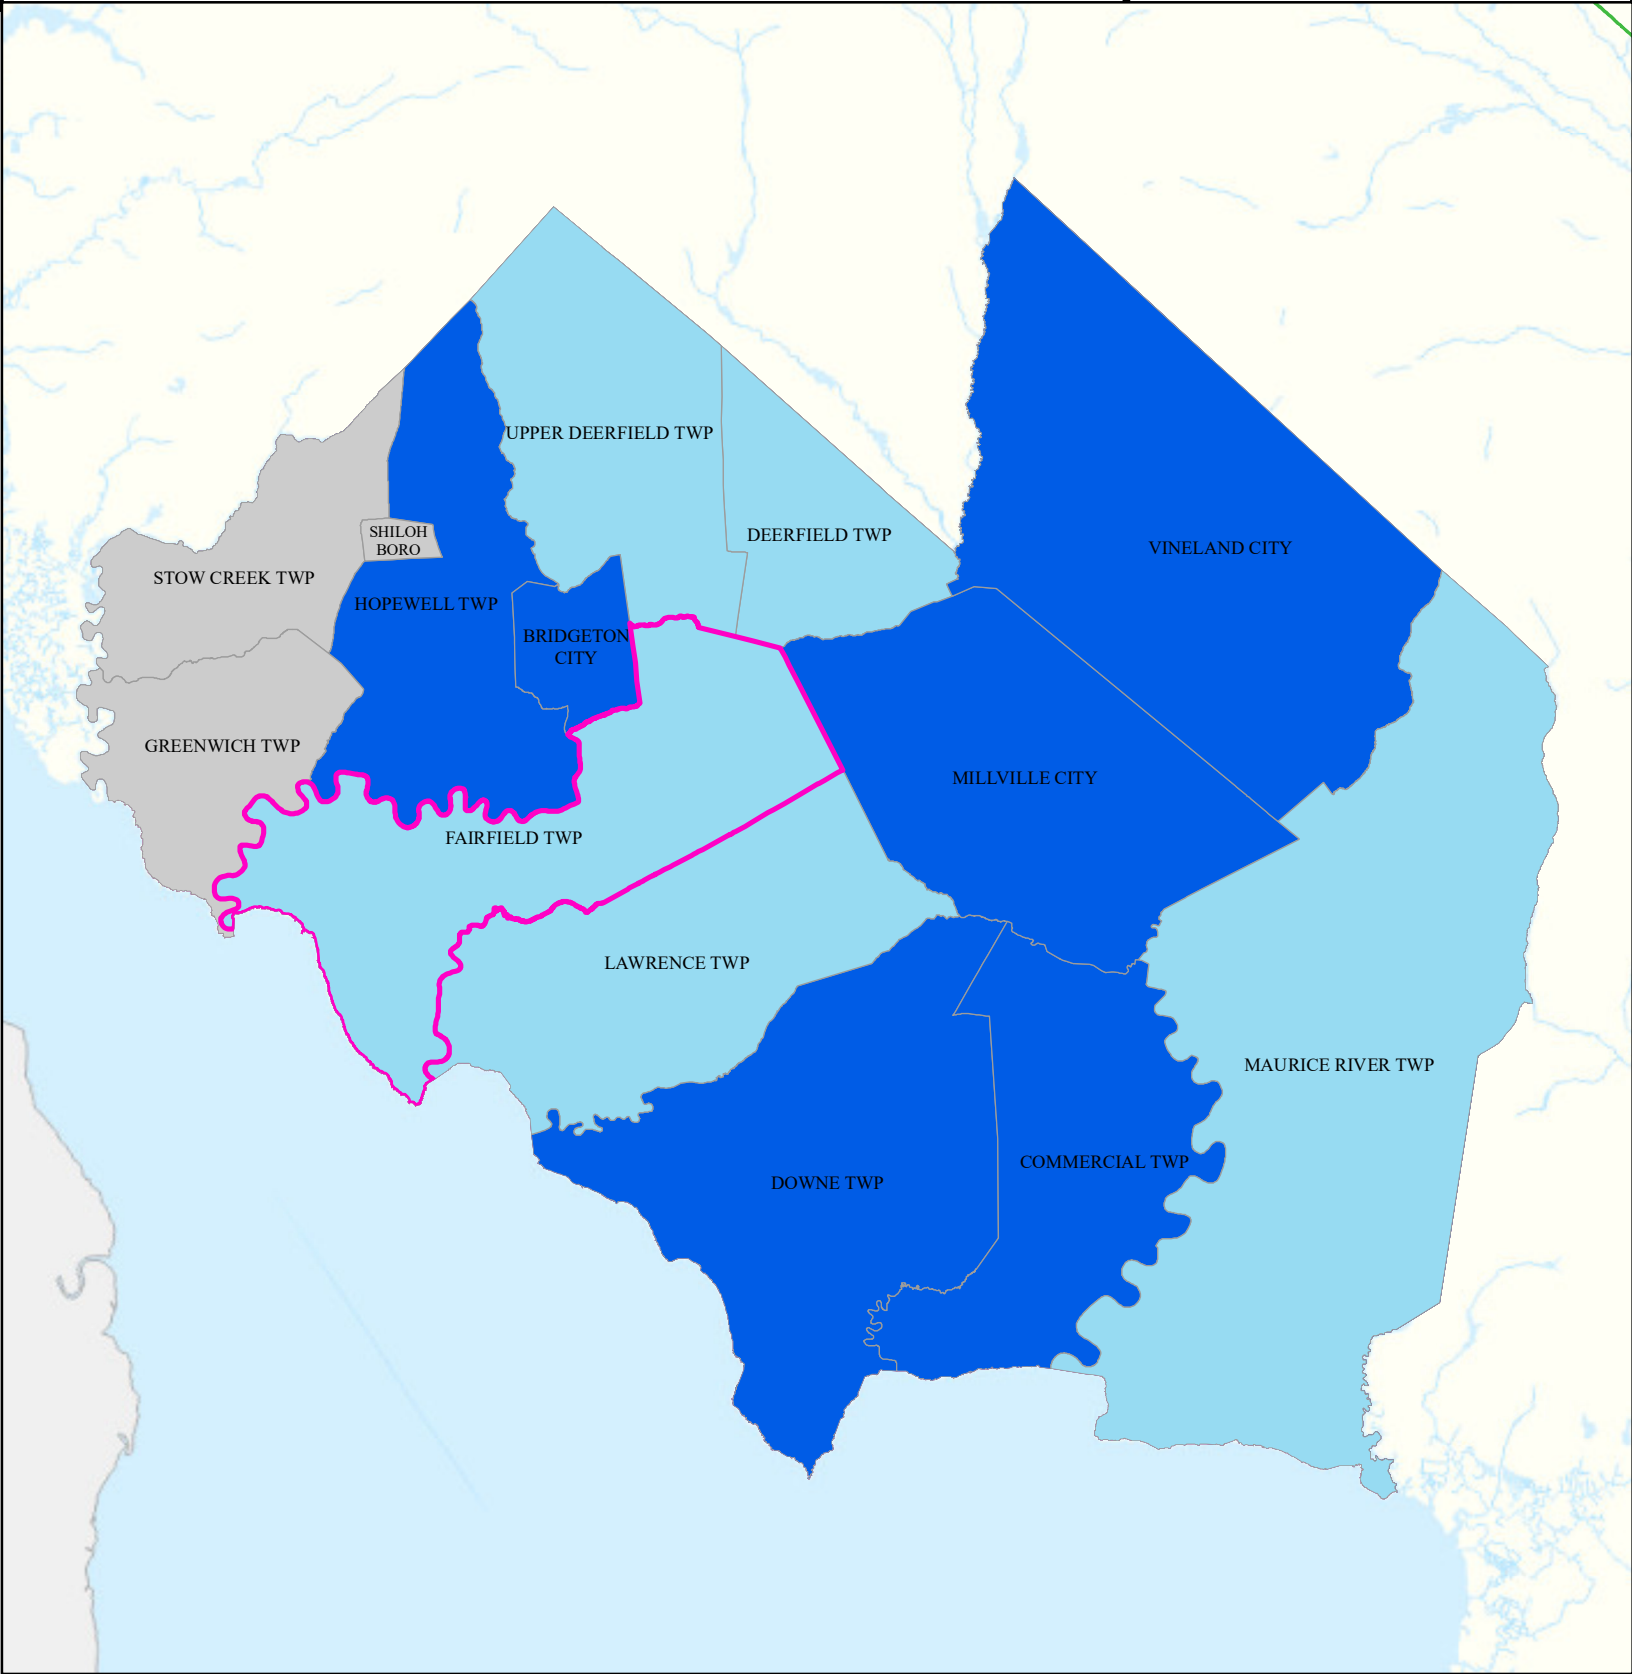 UPPER DEERFIELD TWP
DEERFIELD TWP
SHILOH
BORO
VINELAND CITY
STOW CREEK TWP
HOPEWELL TWP
BRIDGETON
CITY
GREENWICH TWP
MILLVILLE CITY
FAIRFIELD TWP
LAWRENCE TWP
MAURICE RIVER TWP
COMMERCIAL TWP
DOWNE TWP